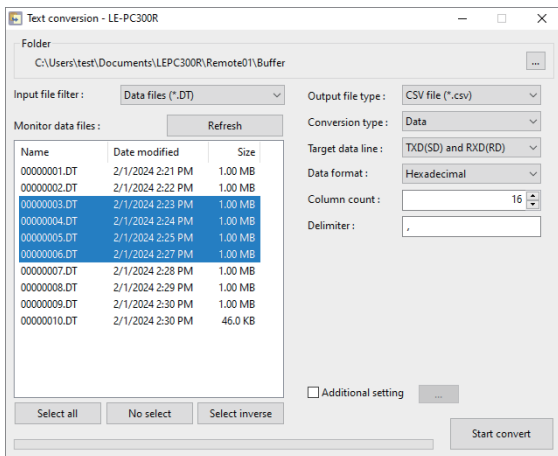 Text conversion - LE-PC300R
Folder
C:\Users\test\Documents\LEPC300R\Remote01\Buffer
...
Input file filter :
Data files (*.DT)
Monitor data files :
Refresh
Name Date modified Size
00000001.DT 2/1/2024 2:21 PM 1.00 MB
00000002.DT 2/1/2024 2:22 PM 1.00 MB
00000003.DT 2/1/2024 2:23 PM 1.00 MB
00000004.DT 2/1/2024 2:24 PM 1.00 MB
00000005.DT 2/1/2024 2:25 PM 1.00 MB
00000006.DT 2/1/2024 2:27 PM 1.00 MB
00000007.DT 2/1/2024 2:28 PM 1.00 MB
00000008.DT 2/1/2024 2:29 PM 1.00 MB
00000009.DT 2/1/2024 2:30 PM 1.00 MB
00000010.DT 2/1/2024 2:30 PM 46.0 KB
Select all
No select
Select inverse
Output file type :
CSV file (*.csv)
Conversion type :
Data
Target data line :
TXD(SD) and RXD(RD)
Data format :
Hexadecimal
Column count :
16
Delimiter :
,
Additional setting
...
Start convert